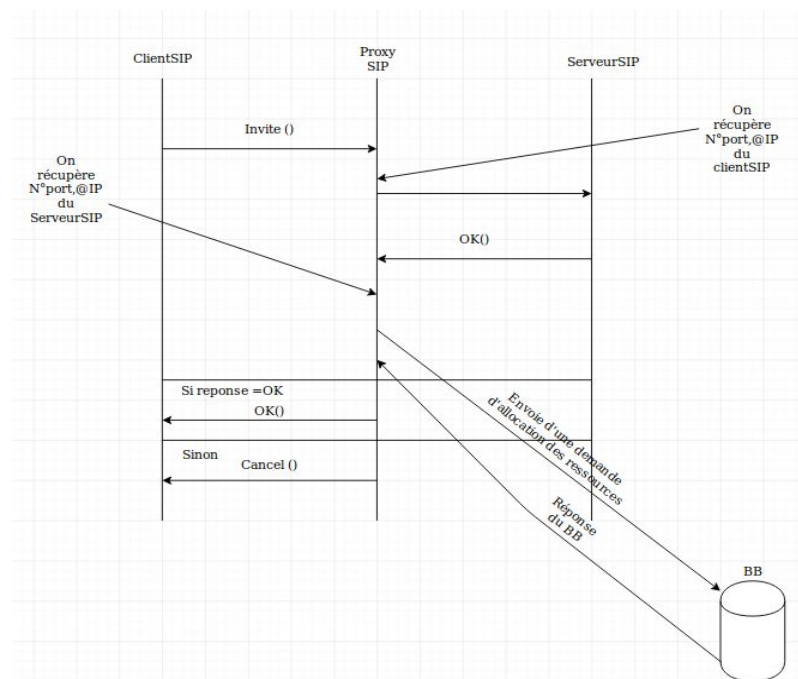 ClientSIP
Proxy
SIP
ServeurSIP
Invite ()
On
récupère
N°port,@IP
du
clientSIP
On
récupère
N°port,@IP
du
ServeurSIP
OK()
Si reponse =OK
OK()
Sinon
Cancel ()
Envoie d'une demande
d'allocation des ressources
Réponse
du BB
BB